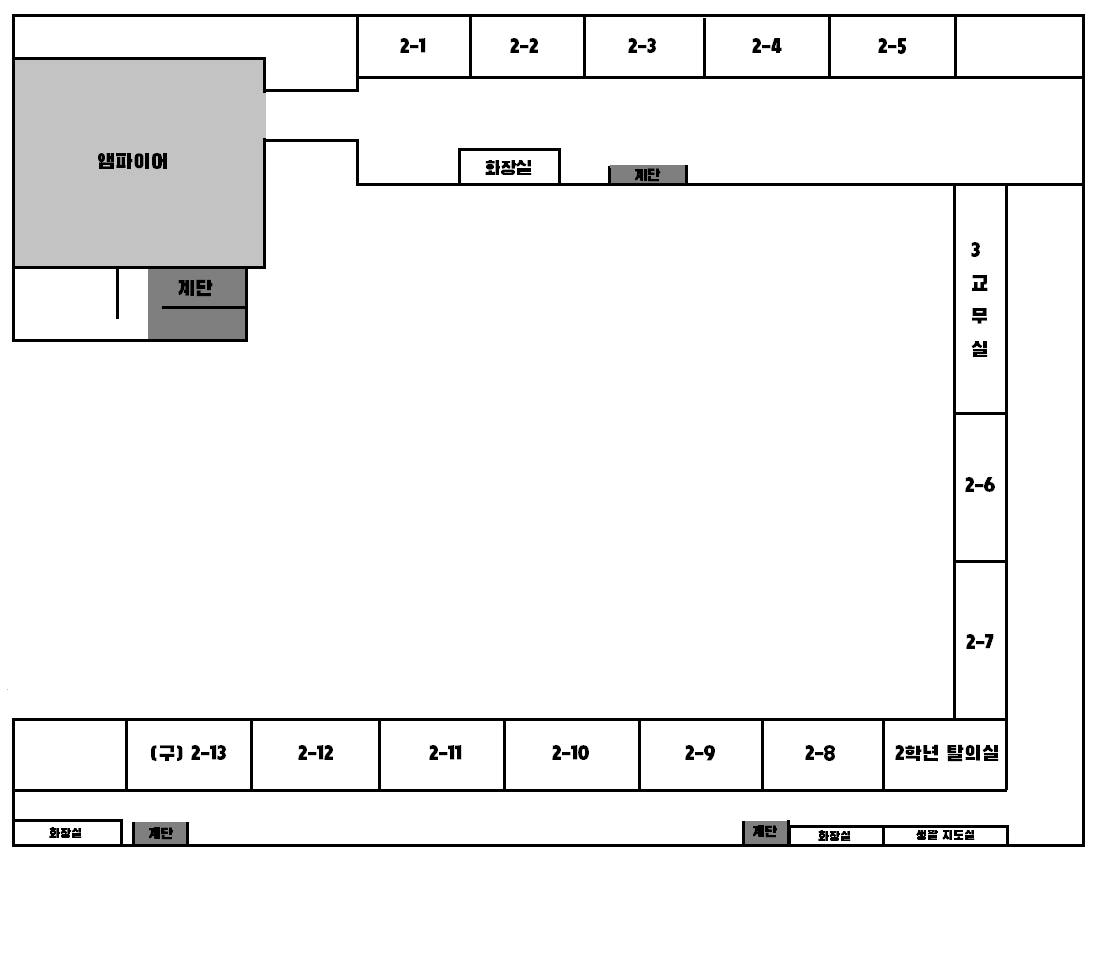 2-1
2-2
2-3
2-4
2-5
앰파이어
화장실
계단
계단
3
교
무
실
2-6
2-7
(구) 2-13
2-12
2-11
2-10
2-9
2-8
2학년 탈의실
화장실
계단
계단
화장실
생활 지도실